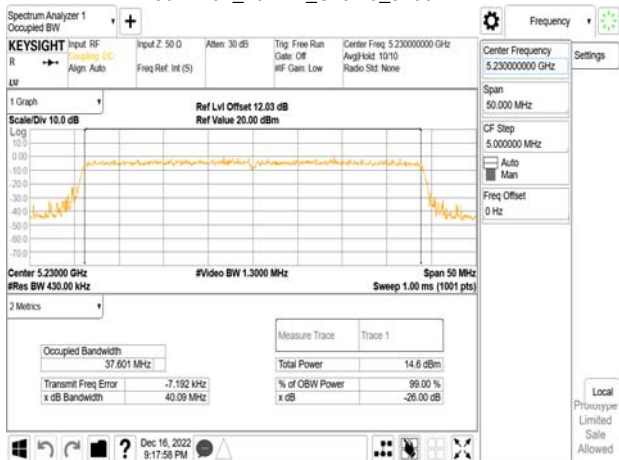 Spectrum Analyzer 1
Occupied BW
Frequency
KEYSIGHT
R
Input: RF
Coupling: DC
Align: Auto
Input Z: 50 Ω
Freq Ref: Int (S)
Atten: 30 dB
Trig: Free Run
Gate: Off
#IF Gain: Low
Center Freq: 5.230000000 GHz
Avg|Hold: 10/10
Radio Std: None
Center Frequency
5.230000000 GHz
Settings
Span
50.000 MHz
CF Step
5.000000 MHz
Auto
Man
Freq Offset
0 Hz
1 Graph
Scale/Div 10.0 dB
Ref Lvl Offset 12.03 dB
Ref Value 20.00 dBm
Log
10.0
0.00
-10.0
-20.0
-30.0
-40.0
-50.0
-60.0
-70.0
Center 5.23000 GHz
#Res BW 430.00 kHz
#Video BW 1.3000 MHz
Span 50 MHz
Sweep 1.00 ms (1001 pts)
2 Metrics
Measure Trace Trace 1
Occupied Bandwidth
37.601 MHz
Total Power 14.6 dBm
Transmit Freq Error -7.192 kHz
% of OBW Power 99.00 %
x dB Bandwidth 40.09 MHz
x dB -26.00 dB
Local
Prototype
Limited
Sale
Allowed
Dec 16, 2022
9:17:58 PM